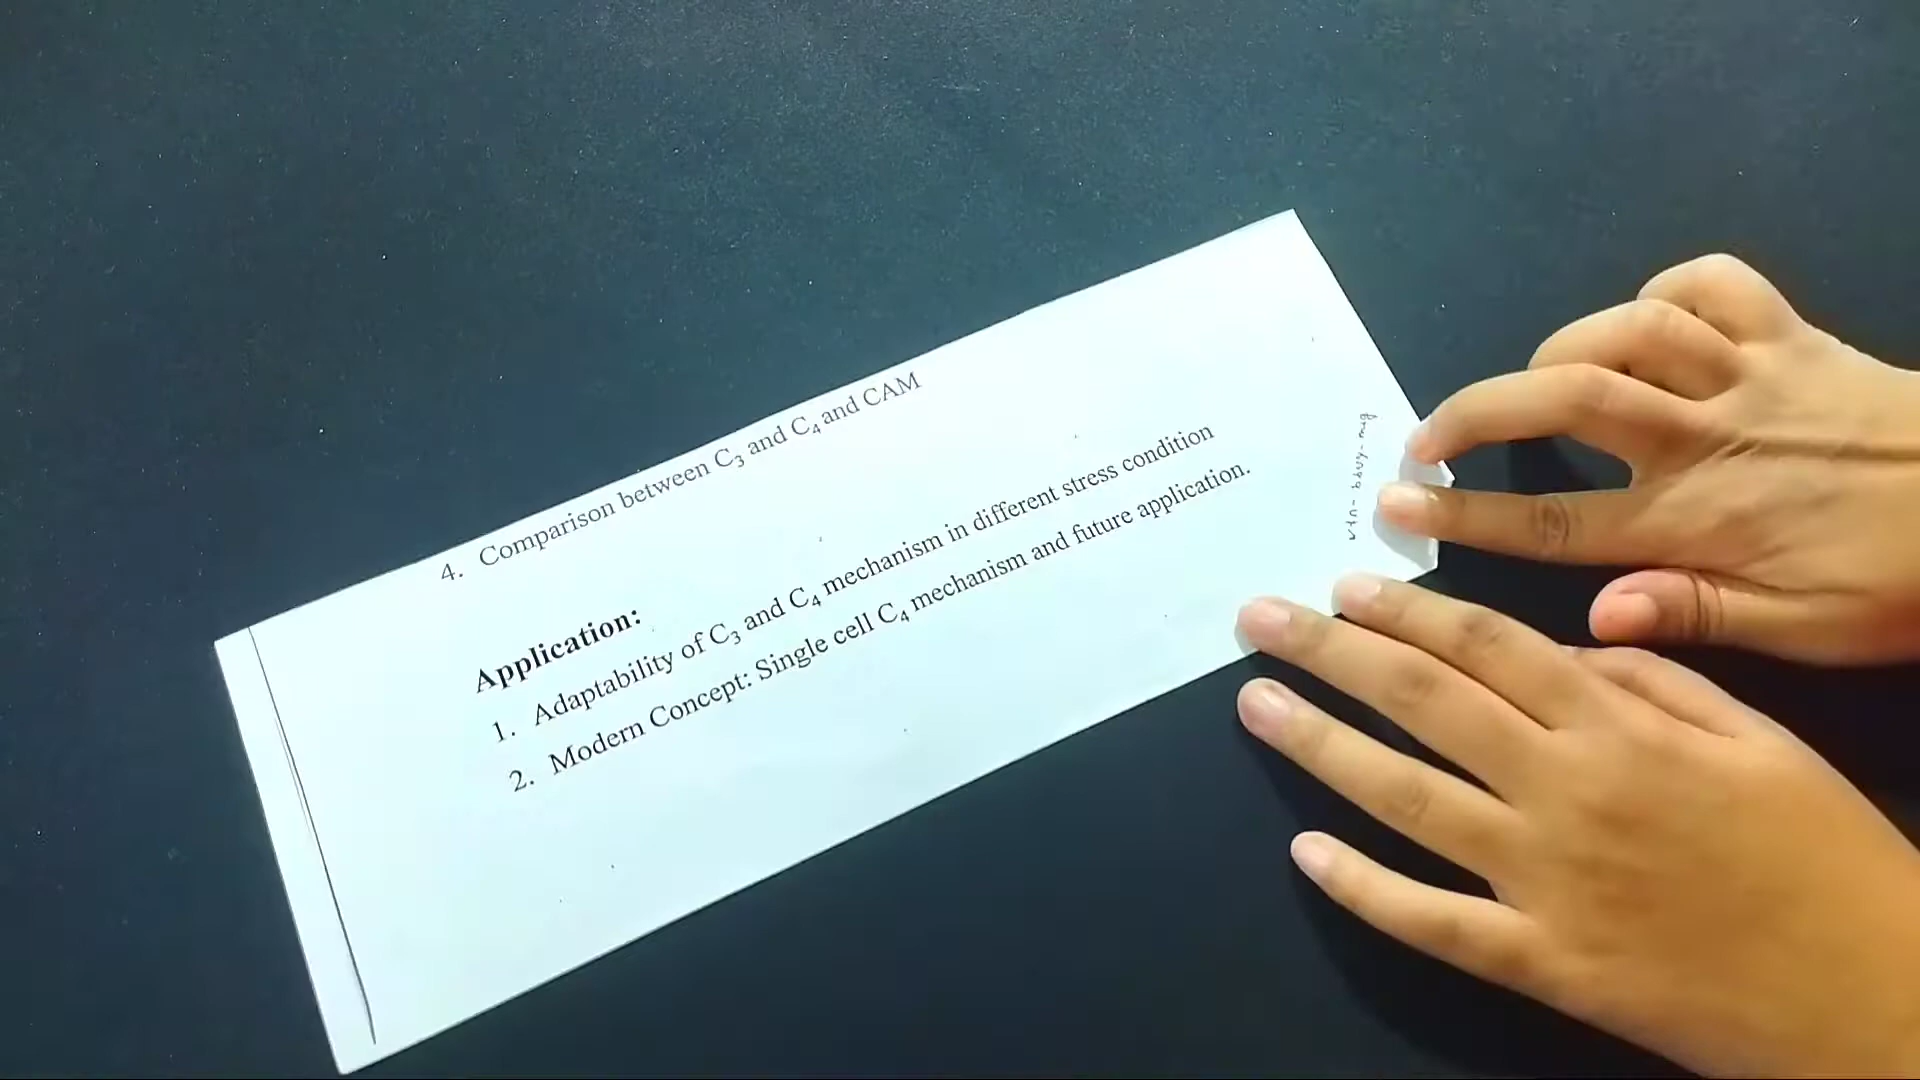 4. Comparison between C₃ and C₄ and CAM
Application:
1. Adaptability of C₃ and C₄ mechanism in different stress condition
2. Modern Concept: Single cell C₄ mechanism and future application.